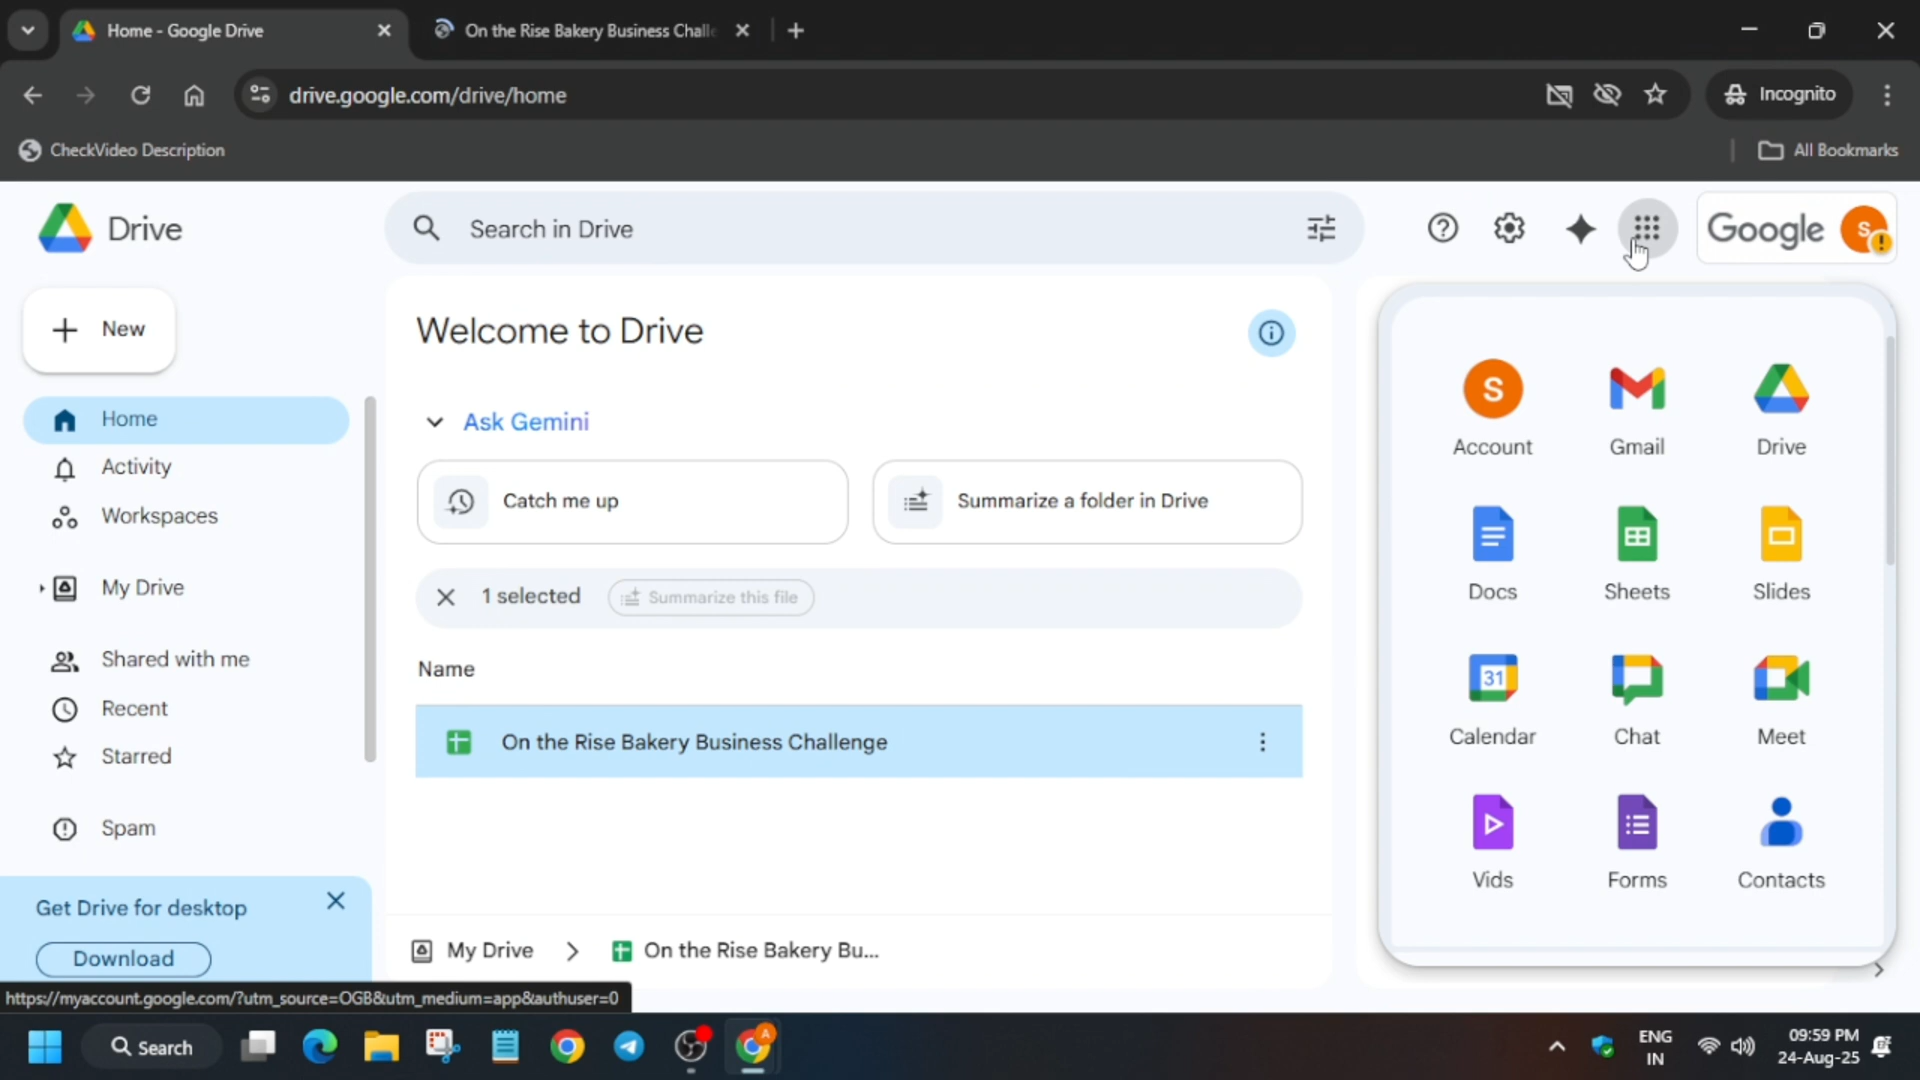 Home - Google Drive
On the Rise Bakery Business Chall
drive.google.com/drive/home
Incognito
CheckVideo Description
All Bookmarks
Drive
Search in Drive
Google
S
New
Welcome to Drive
Home
Activity
Workspaces
My Drive
Shared with me
Recent
Starred
Spam
Ask Gemini
Catch me up
Summarize a folder in Drive
1 selected
Summarize this file
Name
On the Rise Bakery Business Challenge
My Drive
On the Rise Bakery Bu...
S
Account
Gmail
Drive
Docs
Sheets
Slides
31
Calendar
Chat
Meet
Vids
Forms
Contacts
Get Drive for desktop
Download
https://myaccount.google.com/?utm_source=OGB&utm_medium=app&authuser=0
Search
A
ENG
IN
09:59 PM
24-Aug-25